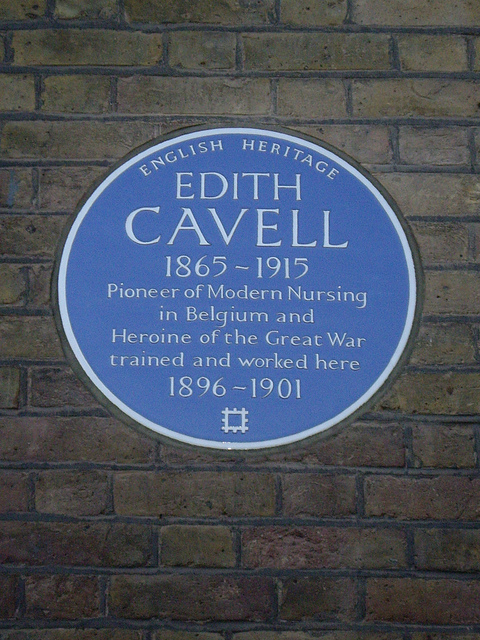 ENGLISH HERITAGE
EDITH
CAVELL
1865–1915
Pioneer of Modern Nursing
in Belgium and
Heroine of the Great War
trained and worked here
1896–1901